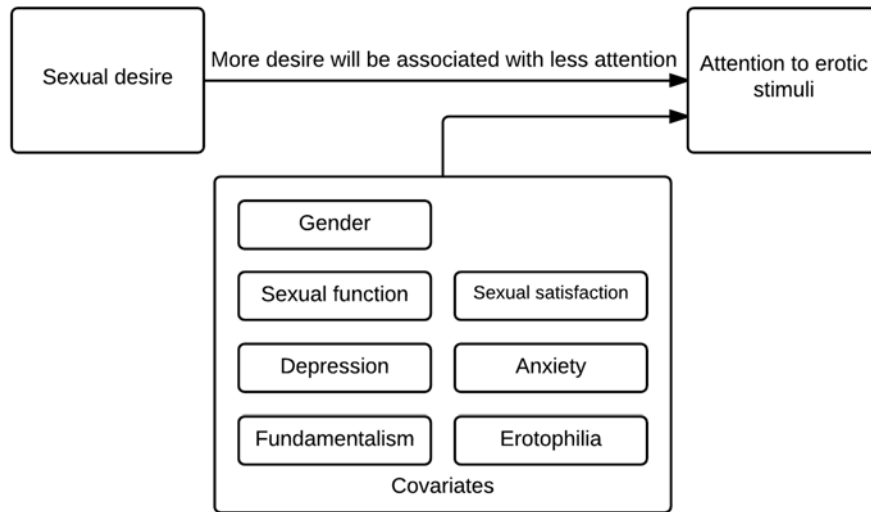 Sexual desire
More desire will be associated with less attention
Attention to erotic
stimuli
Gender
Sexual function
Sexual satisfaction
Depression
Anxiety
Fundamentalism
Erotophilia
Covariates